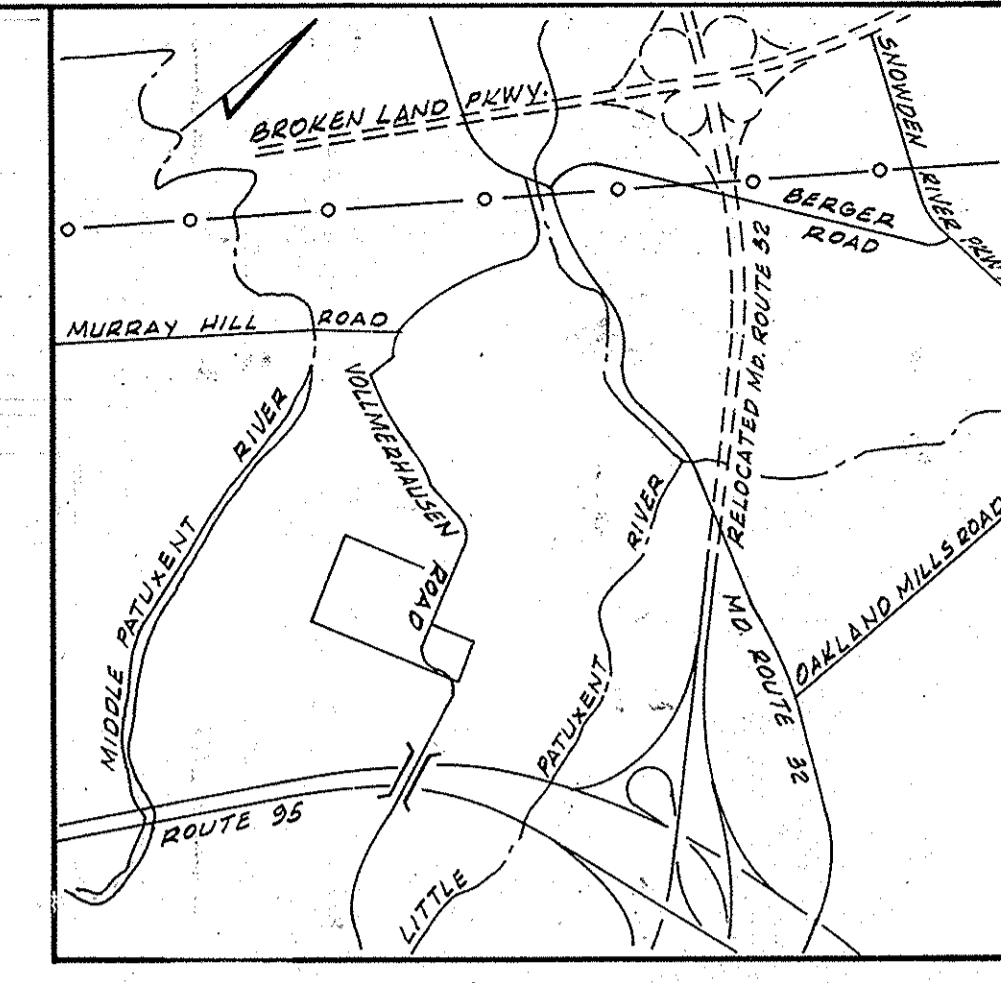 BROKEN LAND PKWY.
SNOWDEN RIVER PKWY
BERGER
ROAD
MURRAY HILL ROAD
RELOCATED MD. ROUTE 32
VOLLMERHAUSEN
ROAD
MIDDLE PATUXENT RIVER
OAKLAND MILLS ROAD
MD. ROUTE 32
LITTLE PATUXENT RIVER
ROUTE 95